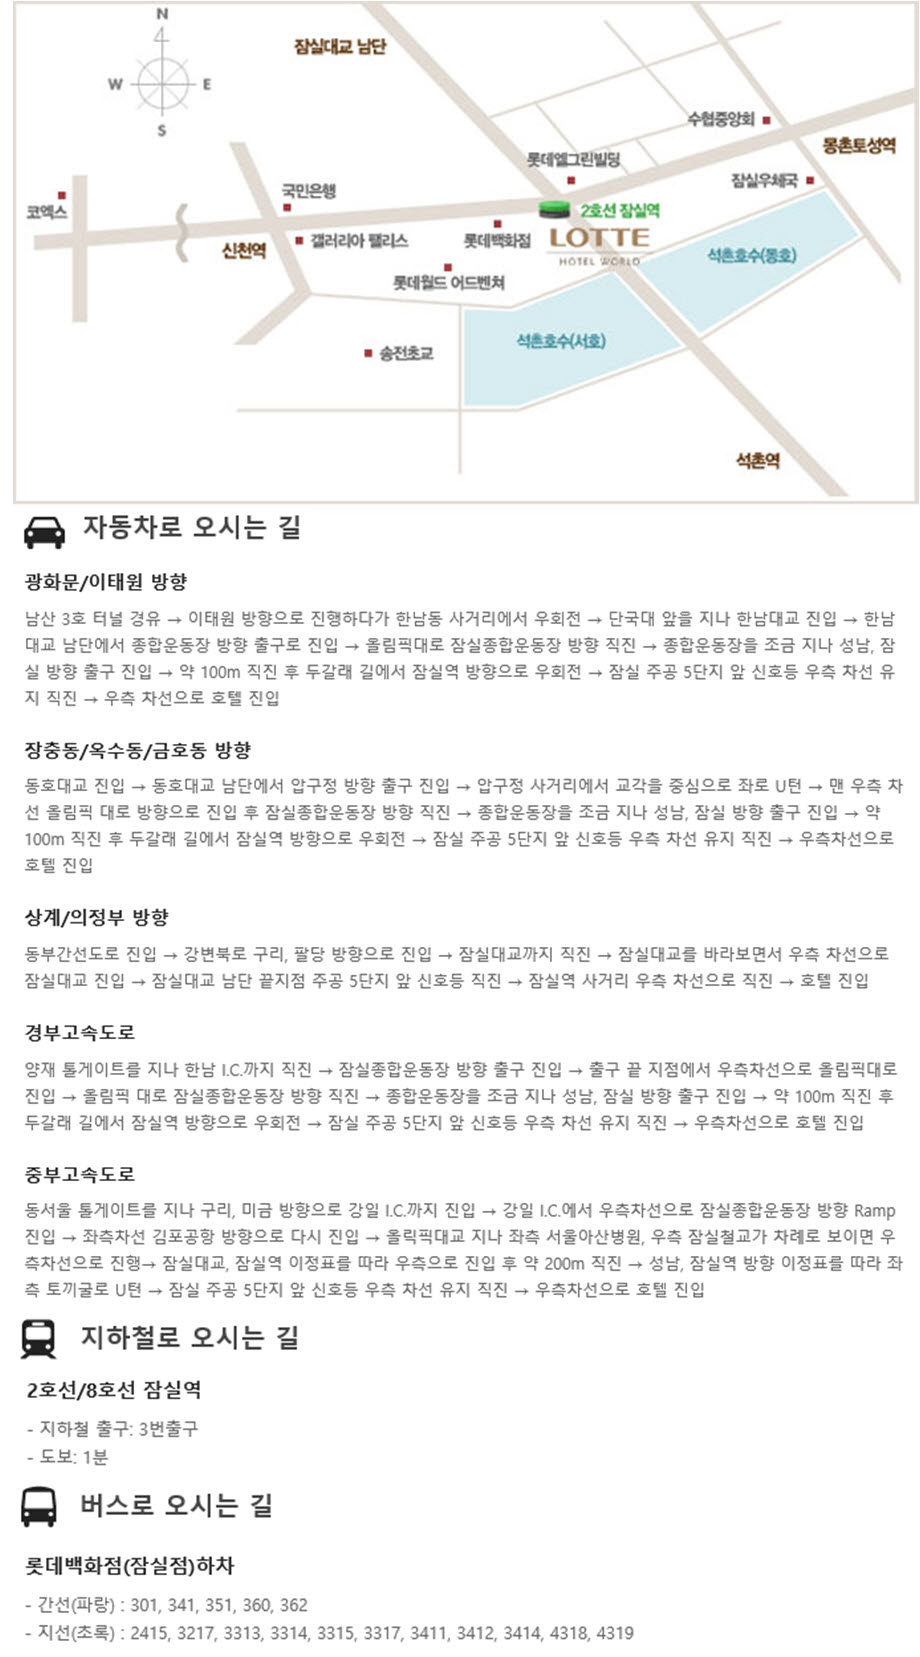 N
W
E
S
잠실대교 남단
수협중앙회
몽촌토성역
롯데엘그린빌딩
잠실우체국
국민은행
코엑스
2호선 잠실역
신천역
갤러리아 팰리스
롯데백화점
LOTTE
HOTEL WORLD
석촌호수(동호)
롯데월드 어드벤쳐
석촌호수(서호)
송전초교
석촌역
자동차로 오시는 길
광화문/이태원 방향
남산 3호 터널 경유 → 이태원 방향으로 진행하다가 한남동 사거리에서 우회전 → 단국대 앞을 지나 한남대교 진입 → 한남
대교 남단에서 종합운동장 방향 출구로 진입 → 올림픽대로 잠실종합운동장 방향 직진 → 종합운동장을 조금 지나 성남, 잠
실 방향 출구 진입 → 약 100m 직진 후 두갈래 길에서 잠실역 방향으로 우회전 → 잠실 주공 5단지 앞 신호등 우측 차선 유
지 직진 → 우측 차선으로 호텔 진입
장충동/옥수동/금호동 방향
동호대교 진입 → 동호대교 남단에서 압구정 방향 출구 진입 → 압구정 사거리에서 교각을 중심으로 좌로 U턴 → 맨 우측 차
선 올림픽 대로 방향으로 진입 후 잠실종합운동장 방향 직진 → 종합운동장을 조금 지나 성남, 잠실 방향 출구 진입 → 약
100m 직진 후 두갈래 길에서 잠실역 방향으로 우회전 → 잠실 주공 5단지 앞 신호등 우측 차선 유지 직진 → 우측차선으로
호텔 진입
상계/의정부 방향
동부간선도로 진입 → 강변북로 구리, 팔당 방향으로 진입 → 잠실대교까지 직진 → 잠실대교를 바라보면서 우측 차선으로
잠실대교 진입 → 잠실대교 남단 끝지점 주공 5단지 앞 신호등 직진 → 잠실역 사거리 우측 차선으로 직진 → 호텔 진입
경부고속도로
양재 톨게이트를 지나 한남 I.C.까지 직진 → 잠실종합운동장 방향 출구 진입 → 출구 끝 지점에서 우측차선으로 올림픽대로
진입 → 올림픽 대로 잠실종합운동장 방향 직진 → 종합운동장을 조금 지나 성남, 잠실 방향 출구 진입 → 약 100m 직진 후
두갈래 길에서 잠실역 방향으로 우회전 → 잠실 주공 5단지 앞 신호등 우측 차선 유지 직진 → 우측차선으로 호텔 진입
중부고속도로
동서울 톨게이트를 지나 구리, 미금 방향으로 강일 I.C.까지 진입 → 강일 I.C.에서 우측차선으로 잠실종합운동장 방향 Ramp
진입 → 좌측차선 김포공항 방향으로 다시 진입 → 올릭픽대교 지나 좌측 서울아산병원, 우측 잠실철교가 차례로 보이면 우
측차선으로 진행→ 잠실대교, 잠실역 이정표를 따라 우측으로 진입 후 약 200m 직진 → 성남, 잠실역 방향 이정표를 따라 좌
측 토끼굴로 U턴 → 잠실 주공 5단지 앞 신호등 우측 차선 유지 직진 → 우측차선으로 호텔 진입
지하철로 오시는 길
2호선/8호선 잠실역
- 지하철 출구: 3번출구
- 도보: 1분
버스로 오시는 길
롯데백화점(잠실점)하차
- 간선(파랑) : 301, 341, 351, 360, 362
- 지선(초록) : 2415, 3217, 3313, 3314, 3315, 3317, 3411, 3412, 3414, 4318, 4319